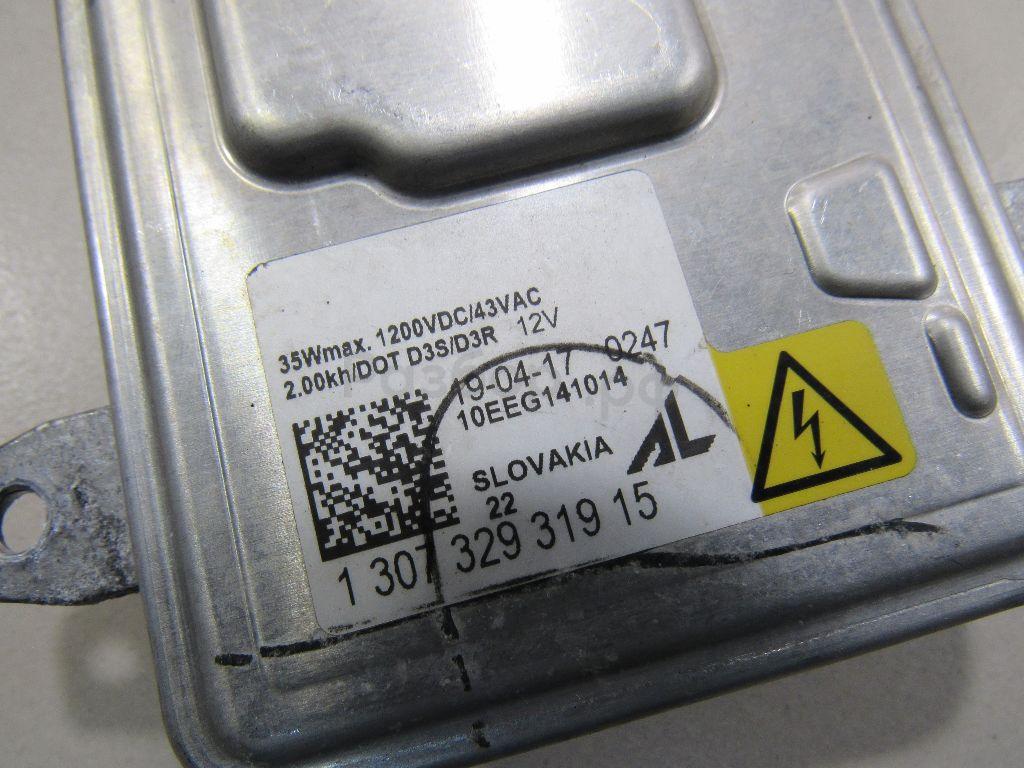 35Wmax. 1200VDC/43VAC
2.00kh/DOT D3S/D3R 12V
19-04-17 0247
10EEG141014
SLOVAKIA
AL
22
1 307 329 319 15